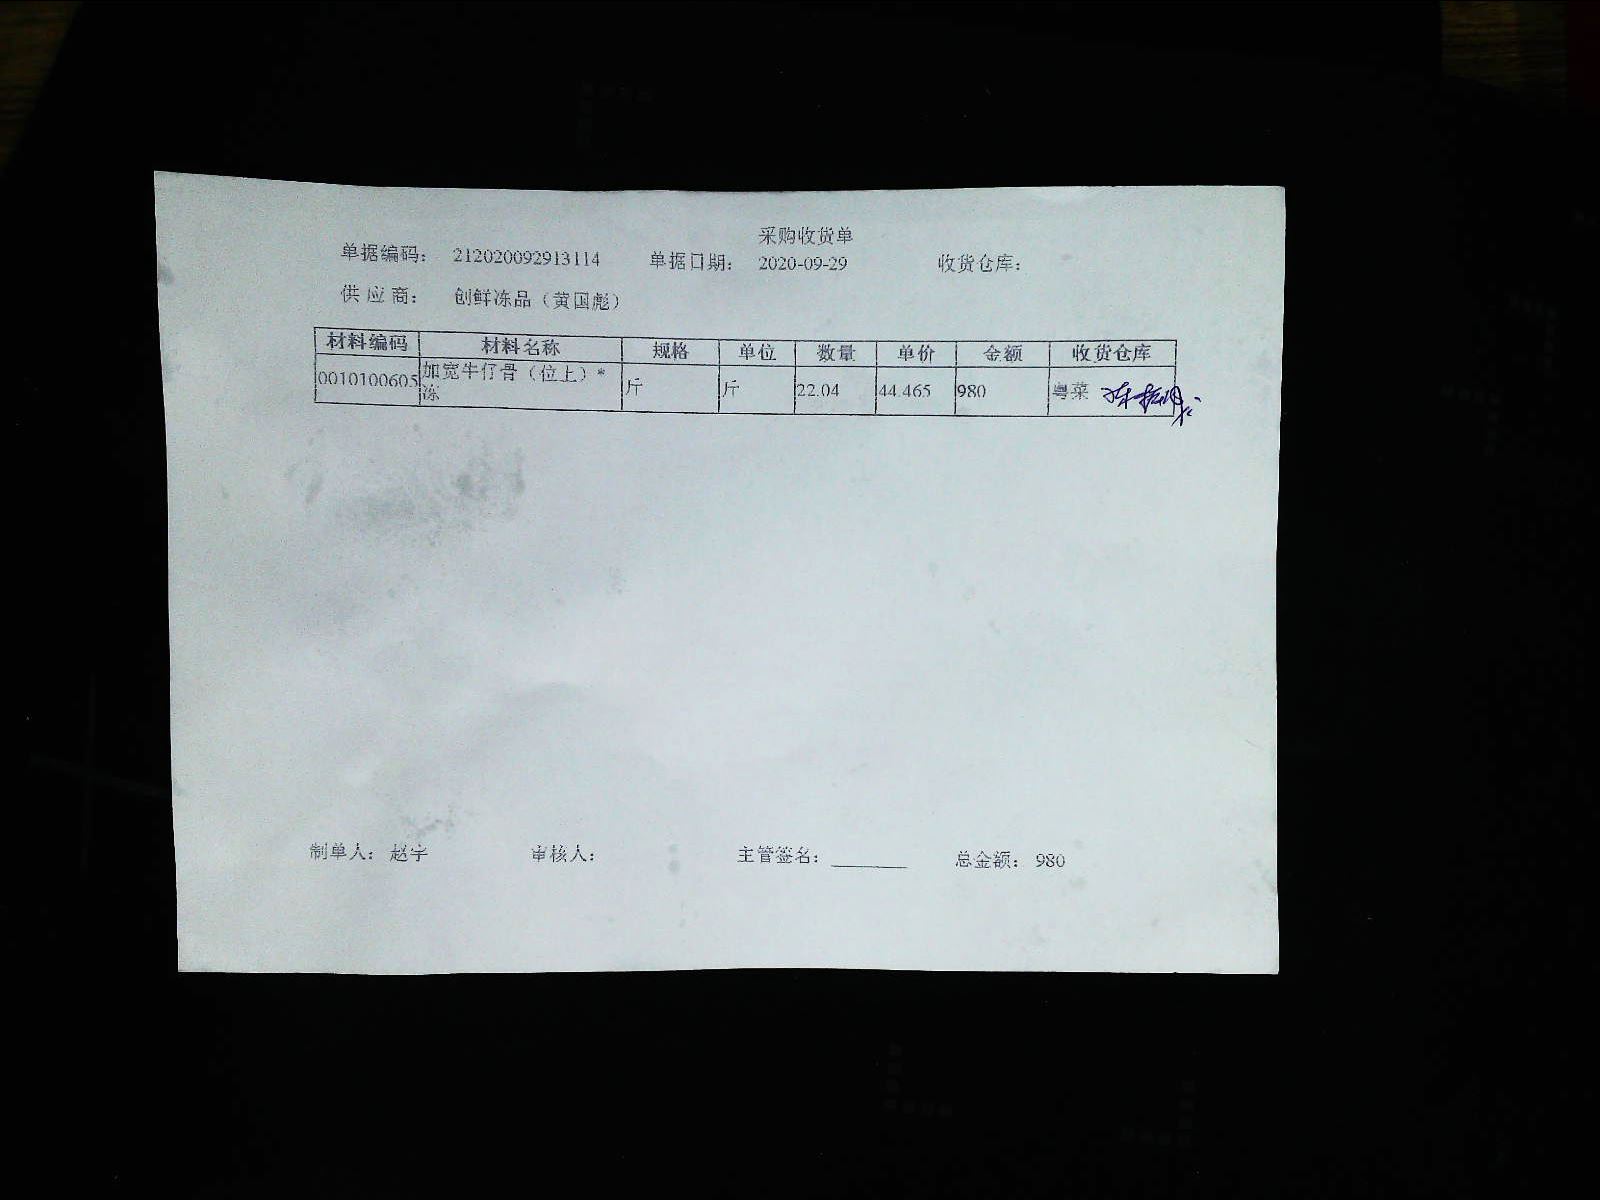 采购收货单
单据编码： 212020092913114 单据日期： 2020-09-29 收货仓库：
供 应 商： 创鲜冻品（黄国彪）
材料编码 材料名称 规格 单位 数量 单价 金额 收货仓库
0010100605 加宽牛仔骨（位上）* 斤 斤 22.04 44.465 980 粤菜
冻
制单人： 赵宇 审核人： 主管签名： 总金额： 980